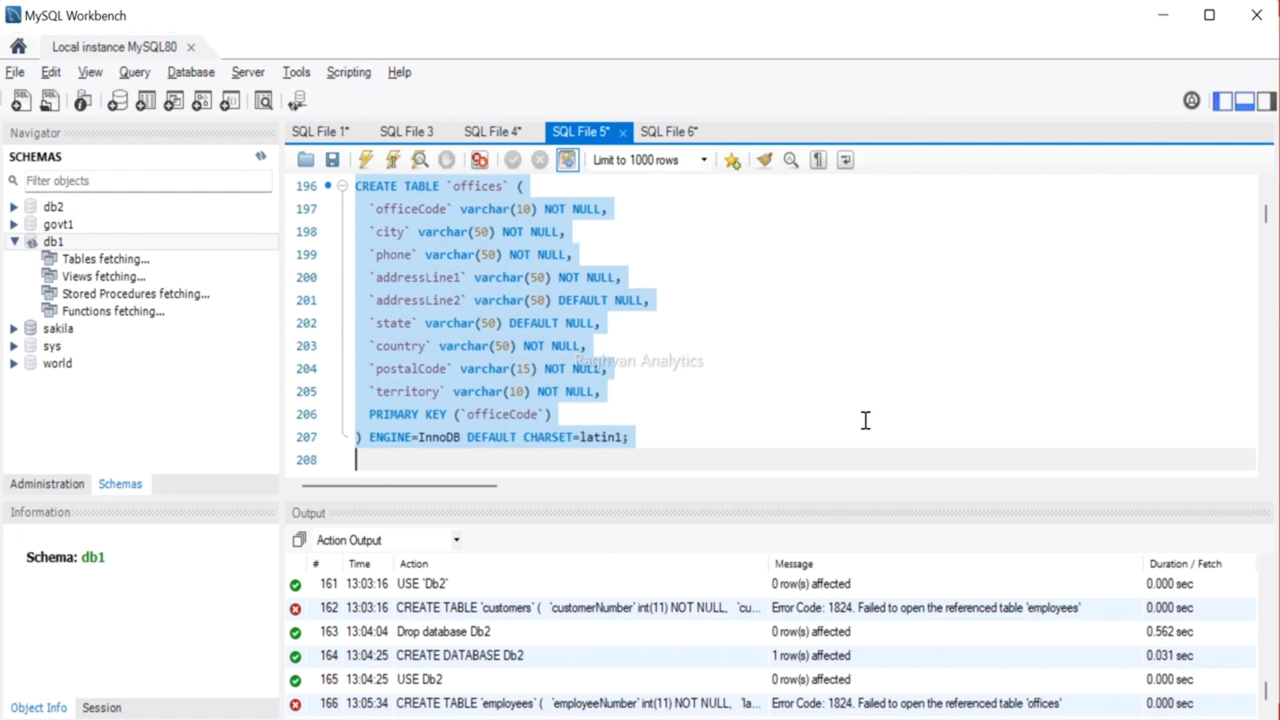 MySQL Workbench
Local instance MySQL80
File Edit View Query Database Server Tools Scripting Help
Navigator
SCHEMAS
Filter objects
db2
govt1
db1
Tables fetching...
Views fetching...
Stored Procedures fetching...
Functions fetching...
sakila
sys
world
Administration Schemas
Information
Schema: db1
Object Info Session
SQL File 1* SQL File 3 SQL File 4* SQL File 5* SQL File 6*
Limit to 1000 rows
196 CREATE TABLE `offices` (
197 `officeCode` varchar(10) NOT NULL,
198 `city` varchar(50) NOT NULL,
199 `phone` varchar(50) NOT NULL,
200 `addressLine1` varchar(50) NOT NULL,
201 `addressLine2` varchar(50) DEFAULT NULL,
202 `state` varchar(50) DEFAULT NULL,
203 `country` varchar(50) NOT NULL,
Raghvan Analytics
204 `postalCode` varchar(15) NOT NULL,
205 `territory` varchar(10) NOT NULL,
206 PRIMARY KEY (`officeCode`)
207 ) ENGINE=InnoDB DEFAULT CHARSET=latin1;
208
Output
Action Output
# Time Action Message Duration / Fetch
161 13:03:16 USE `Db2` 0 row(s) affected 0.000 sec
162 13:03:16 CREATE TABLE `customers` ( `customerNumber` int(11) NOT NULL, `cu... Error Code: 1824. Failed to open the referenced table 'employees' 0.000 sec
163 13:04:04 Drop database Db2 0 row(s) affected 0.562 sec
164 13:04:25 CREATE DATABASE Db2 1 row(s) affected 0.031 sec
165 13:04:25 USE Db2 0 row(s) affected 0.000 sec
166 13:05:34 CREATE TABLE `employees` ( `employeeNumber` int(11) NOT NULL, `la... Error Code: 1824. Failed to open the referenced table 'offices' 0.000 sec